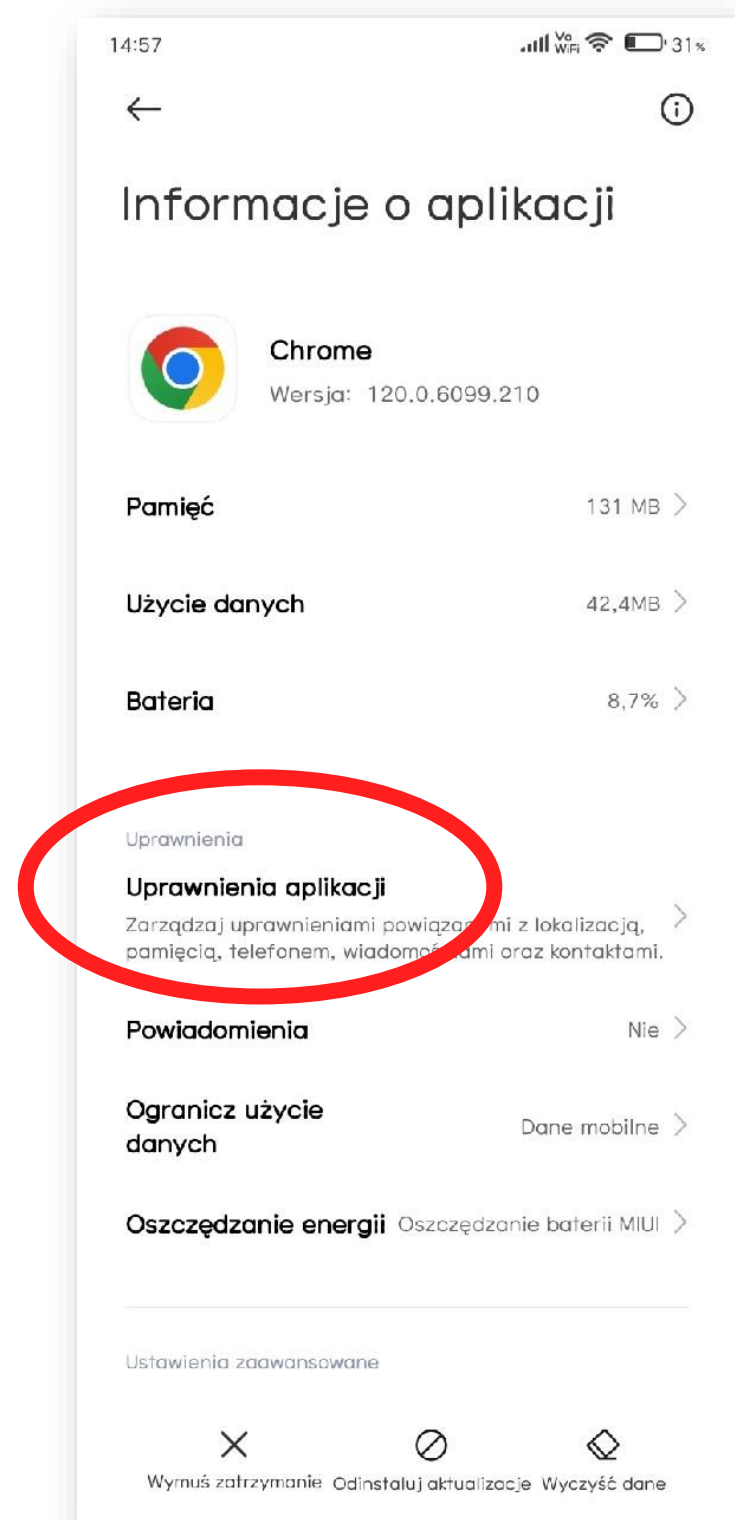 14:57 Vo WiFi 31%
Informacje o aplikacji
Chrome
Wersja: 120.0.6099.210
Pamięć 131 MB
Użycie danych 42,4MB
Bateria 8,7%
Uprawnienia
Uprawnienia aplikacji
Zarządzaj uprawnieniami powiązanymi z lokalizacją,
pamięcią, telefonem, wiadomościami oraz kontaktami.
Powiadomienia Nie
Ogranicz użycie
danych Dane mobilne
Oszczędzanie energii Oszczędzanie baterii MIUI
Ustawienia zaawansowane
Wymuś zatrzymanie Odinstaluj aktualizacje Wyczyść dane